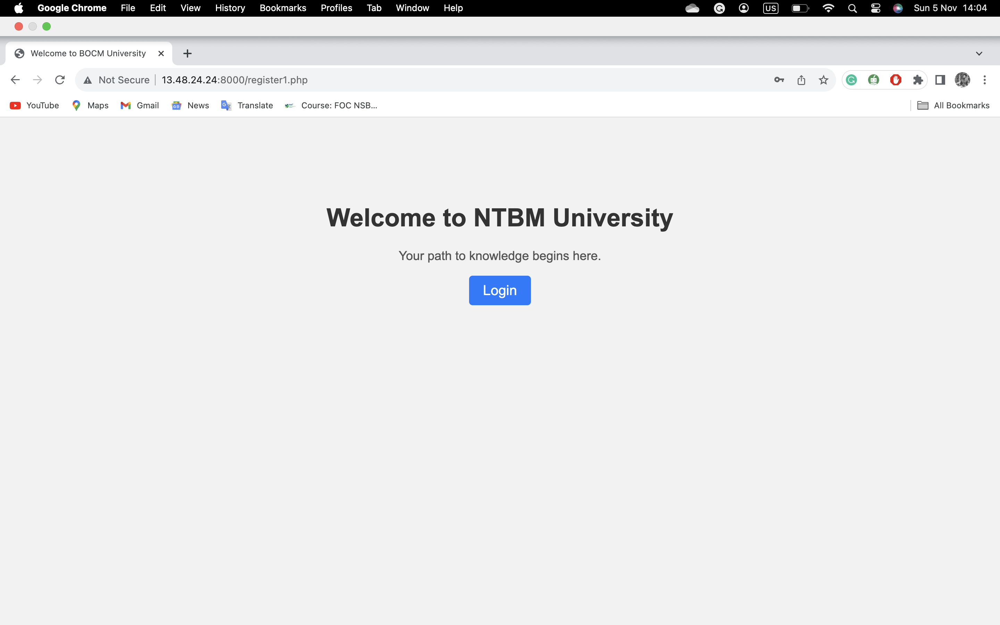 Google Chrome File Edit View History Bookmarks Profiles Tab Window Help US Sun 5 Nov 14:04
Welcome to BOCM University
Not Secure 13.48.24.24:8000/register1.php
YouTube Maps Gmail News Translate Course: FOC NSB... All Bookmarks
Welcome to NTBM University
Your path to knowledge begins here.
Login